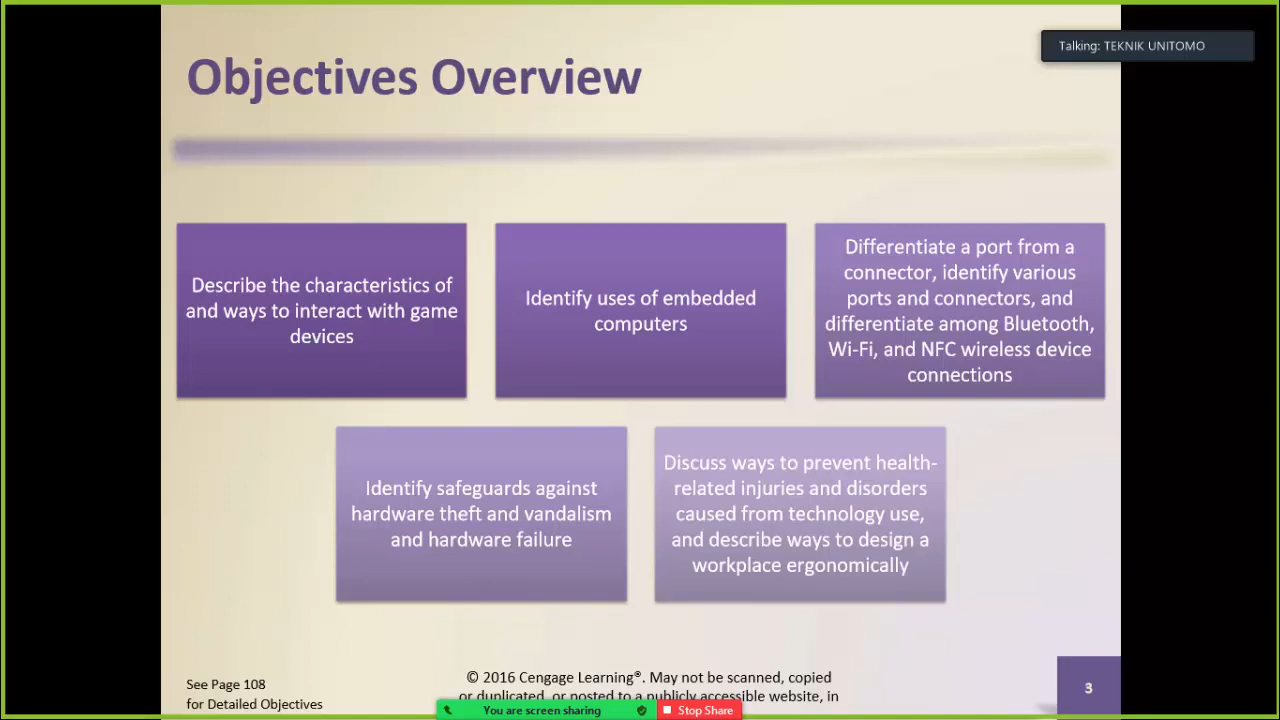 Objectives Overview
Talking: TEKNIK UNITOMO
Describe the characteristics of
and ways to interact with game
devices
Identify uses of embedded
computers
Differentiate a port from a
connector, identify various
ports and connectors, and
differentiate among Bluetooth,
Wi-Fi, and NFC wireless device
connections
Identify safeguards against
hardware theft and vandalism
and hardware failure
Discuss ways to prevent health-
related injuries and disorders
caused from technology use,
and describe ways to design a
workplace ergonomically
See Page 108
for Detailed Objectives
© 2016 Cengage Learning®. May not be scanned, copied
or duplicated, or posted to a publicly accessible website, in
3
You are screen sharing
Stop Share